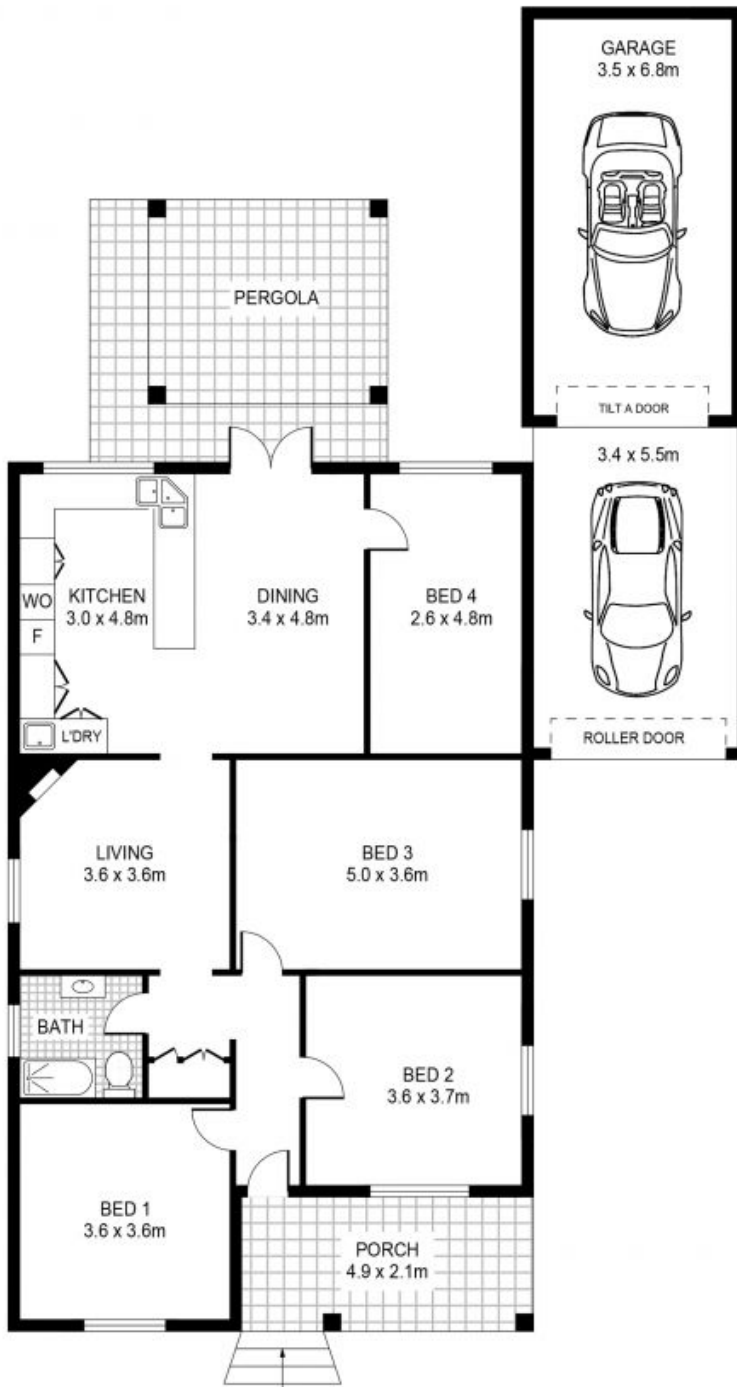 GARAGE
3.5 x 6.8m
PERGOLA
TILT A DOOR
3.4 x 5.5m
WO
KITCHEN
3.0 x 4.8m
DINING
3.4 x 4.8m
BED 4
2.6 x 4.8m
F
L'DRY
ROLLER DOOR
LIVING
3.6 x 3.6m
BED 3
5.0 x 3.6m
BATH
BED 2
3.6 x 3.7m
BED 1
3.6 x 3.6m
PORCH
4.9 x 2.1m